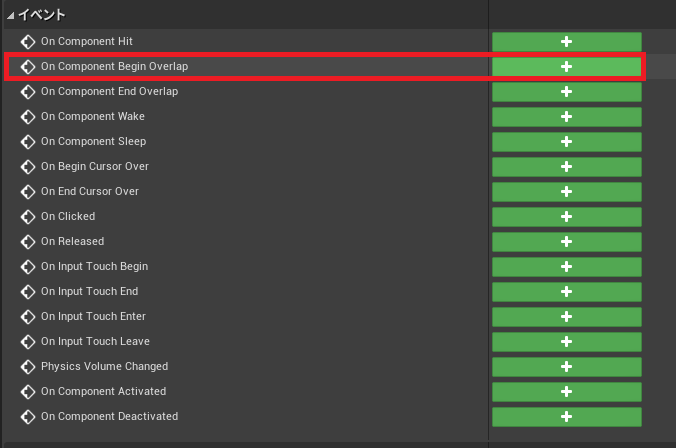 イベント
On Component Hit
On Component Begin Overlap
On Component End Overlap
On Component Wake
On Component Sleep
On Begin Cursor Over
On End Cursor Over
On Clicked
On Released
On Input Touch Begin
On Input Touch End
On Input Touch Enter
On Input Touch Leave
Physics Volume Changed
On Component Activated
On Component Deactivated